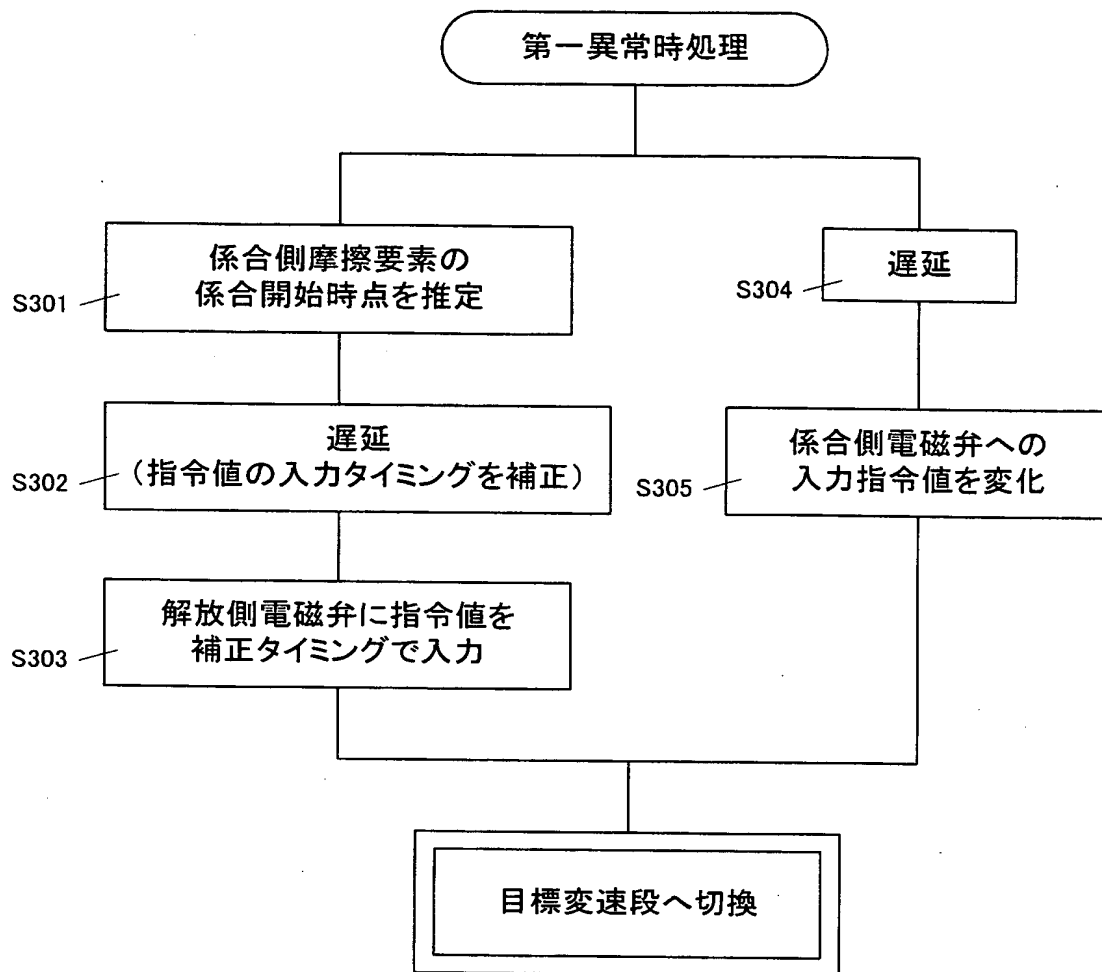 第一異常時処理
係合側摩擦要素の
係合開始時点を推定
S301
遅延
(指令値の入力タイミングを補正)
S302
解放側電磁弁に指令値を
補正タイミングで入力
S303
遅延
S304
係合側電磁弁への
入力指令値を変化
S305
目標変速段へ切換